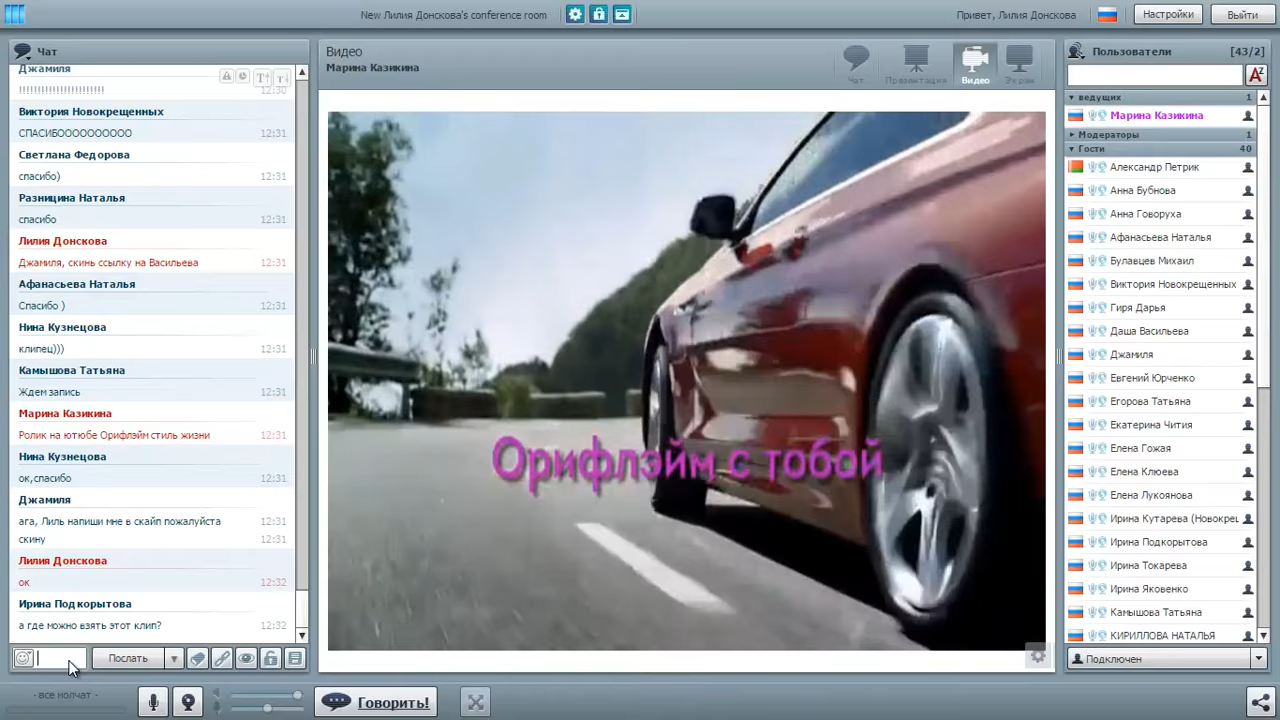 New Лилия Донскова's conference room
Привет, Лилия Донскова
Настройки
Выйти
Чат
Джамиля
!!!!!!!!!!!!!!!!!!!!!!!
12:30
Виктория Новокрещенных
СПАСИБОООООООООО 12:31
Светлана Федорова
спасибо) 12:31
Разницина Наталья
спасибо 12:31
Лилия Донскова
Джамиля, скинь ссылку на Васильева 12:31
Афанасьева Наталья
Спасибо ) 12:31
Нина Кузнецова
клипец))) 12:31
Камышова Татьяна
Ждем запись 12:31
Марина Казикина
Ролик на ютюбе Орифлэйм стиль жизни 12:31
Нина Кузнецова
ок,спасибо 12:31
Джамиля
ага, Лиль напиши мне в скайп пожалуйста 12:31
скину 12:31
Лилия Донскова
ок 12:32
Ирина Подкорытова
а где можно взять этот клип? 12:32
Послать
- все молчат -
Говорить!
Видео
Марина Казикина
Чат
Презентация
Видео
Экран
Орифлэйм с тобой
Пользователи [43/2]
ведущих 1
Марина Казикина
Модераторы 1
Гости 40
Александр Петрик
Анна Бубнова
Анна Говоруха
Афанасьева Наталья
Булавцев Михаил
Виктория Новокрещенных
Гиря Дарья
Даша Васильева
Джамиля
Евгений Юрченко
Егорова Татьяна
Екатерина Чития
Елена Гожая
Елена Клюева
Елена Лукоянова
Ирина Кутарева (Новокрец
Ирина Подкорытова
Ирина Токарева
Ирина Яковенко
Камышова Татьяна
КИРИЛЛОВА НАТАЛЬЯ
Подключен